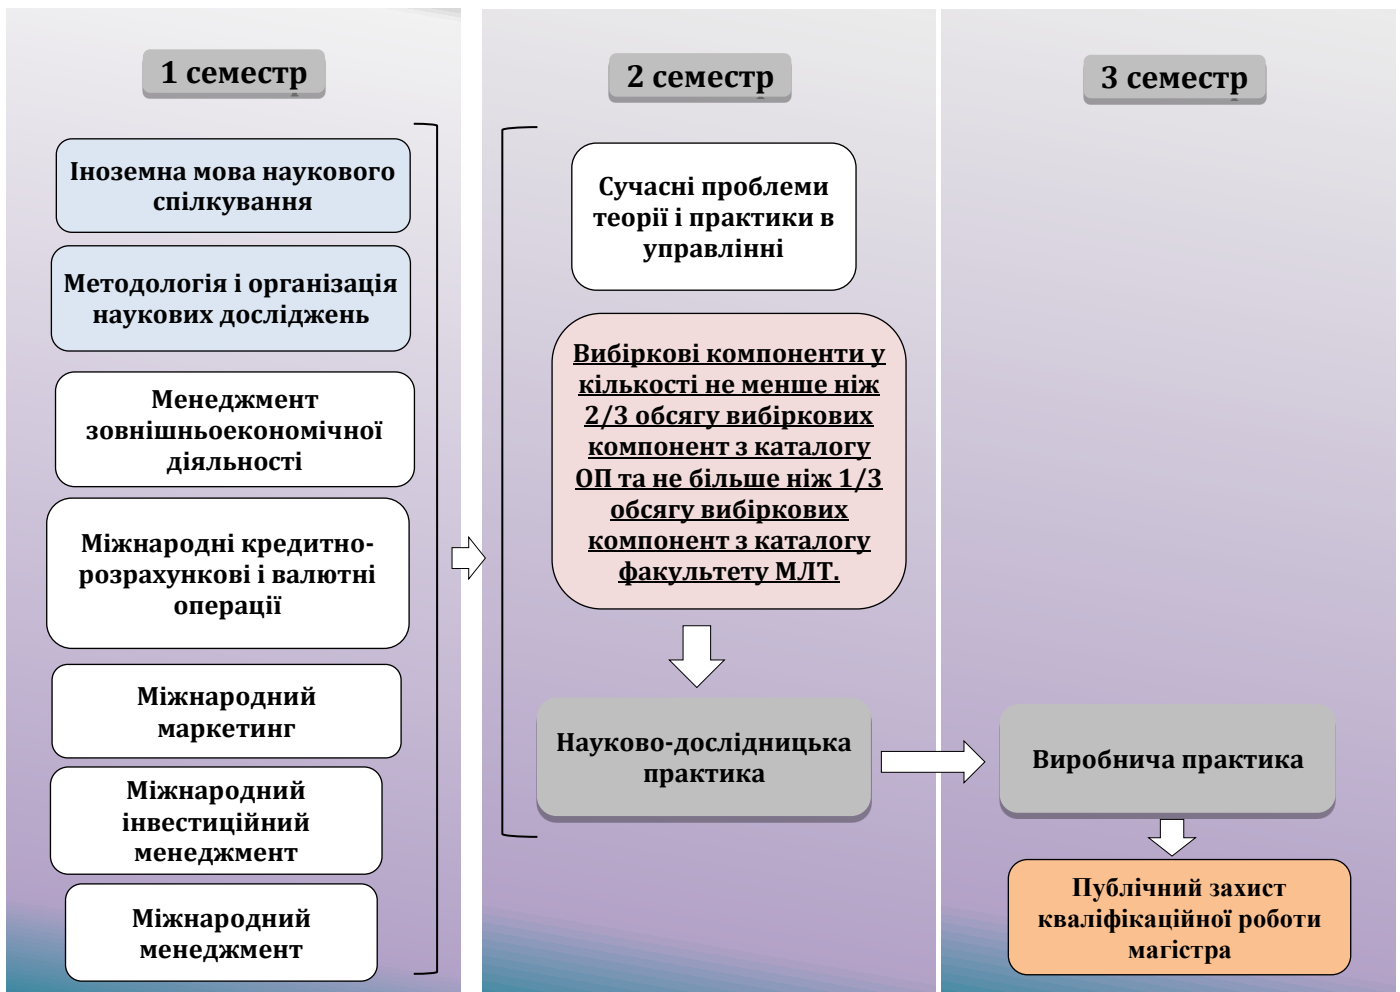 1 семестр
Іноземна мова наукового
спілкування
Методологія і організація
наукових досліджень
Менеджмент
зовнішньоекономічної
діяльності
Міжнародні кредитно-
розрахункові і валютні
операції
Міжнародний
маркетинг
Міжнародний
інвестиційний
менеджмент
Міжнародний
менеджмент
2 семестр
Сучасні проблеми
теорії і практики в
управлінні
Вибіркові компоненти у
кількості не менше ніж
2/3 обсягу вибіркових
компонент з каталогу
ОП та не більше ніж 1/3
обсягу вибіркових
компонент з каталогу
факультету МЛТ.
Науково-дослідницька
практика
3 семестр
Виробнича практика
Публічний захист
кваліфікаційної роботи
магістра